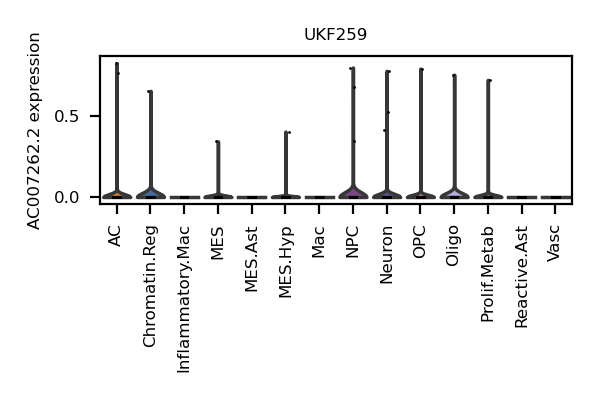 UKF259
AC007262.2 expression
0.5
0.0
AC
Chromatin.Reg
Inflammatory.Mac
MES
MES.Ast
MES.Hyp
Mac
NPC
Neuron
OPC
Oligo
Prolif.Metab
Reactive.Ast
Vasc